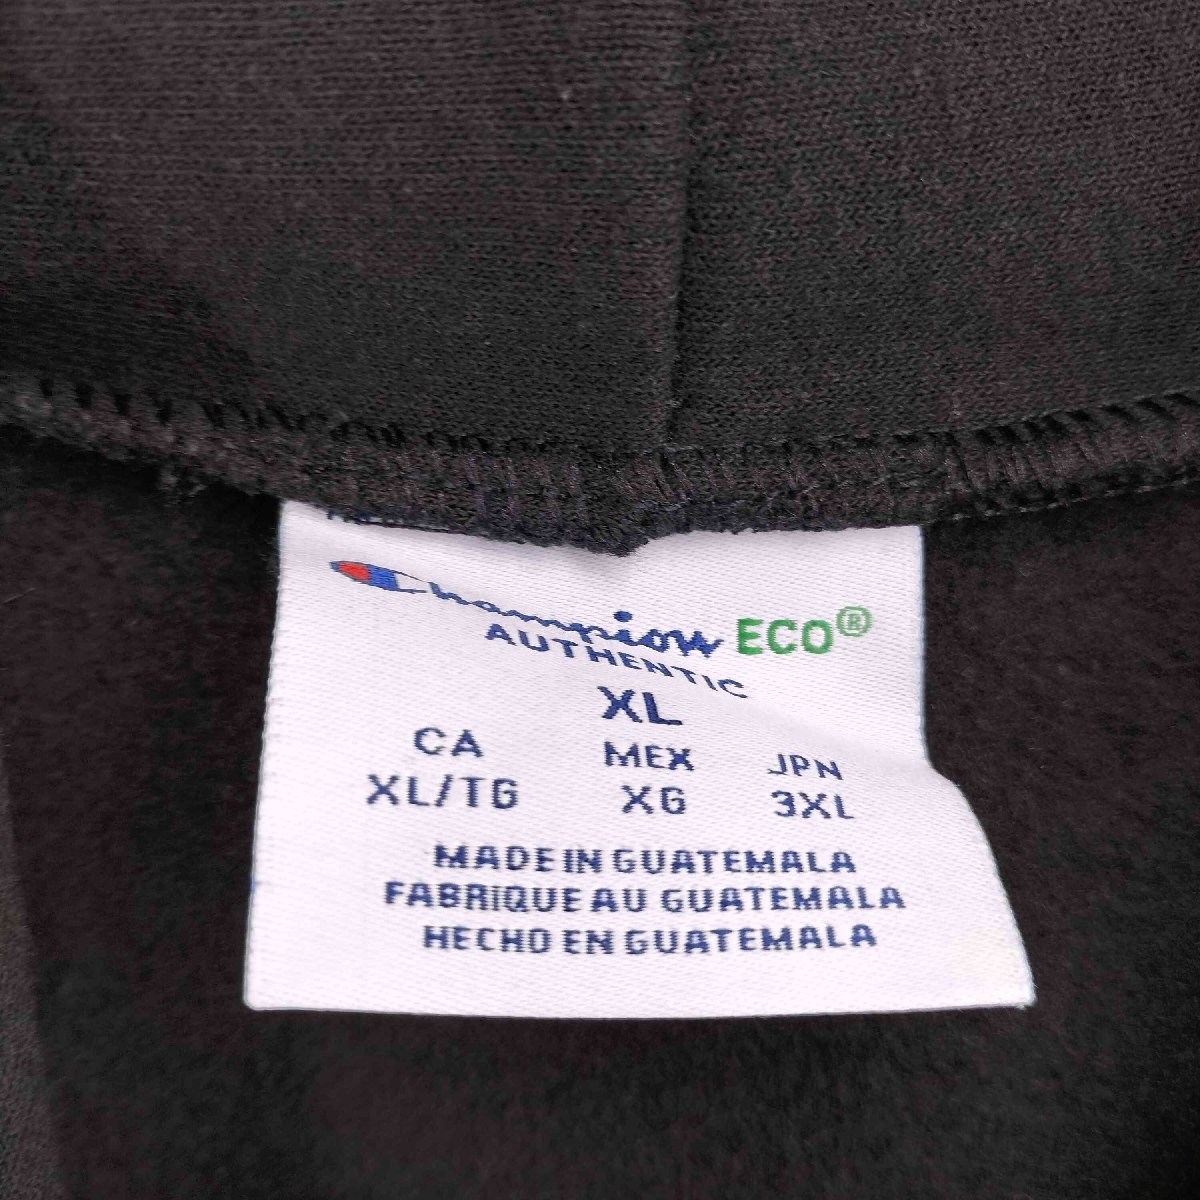 Champion ECO®
AUTHENTIC
XL
CA MEX JPN
XL/TG XG 3XL
MADE IN GUATEMALA
FABRIQUE AU GUATEMALA
HECHO EN GUATEMALA